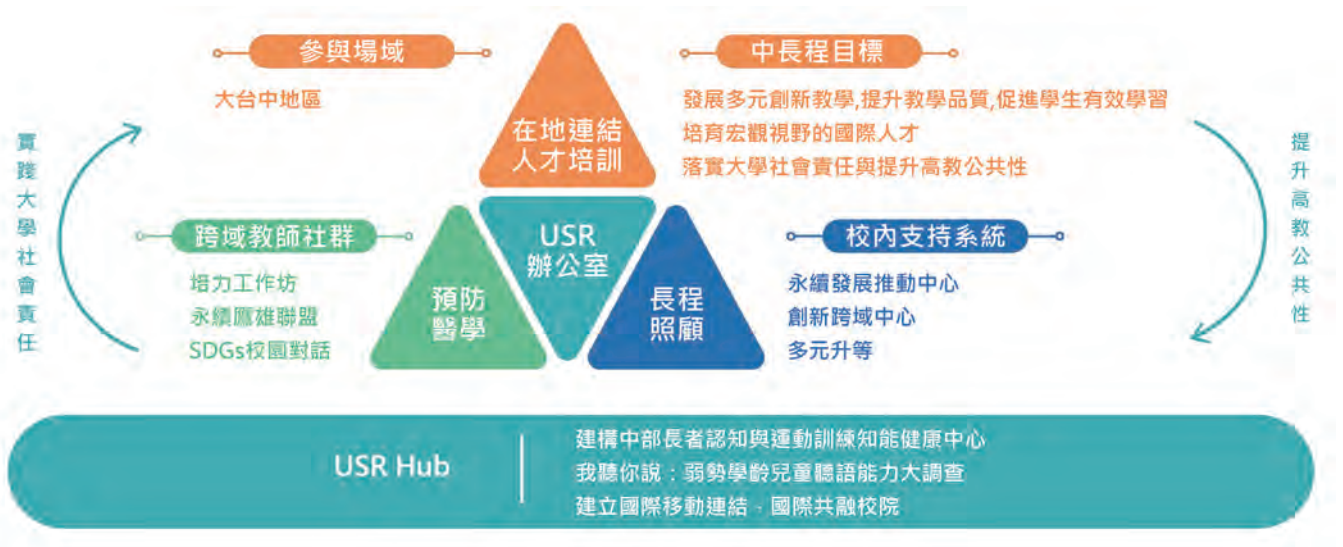 參與場域
大台中地區
中長程目標
發展多元創新教學,提升教學品質,促進學生有效學習
培育宏觀視野的國際人才
落實大學社會責任與提升高教公共性
在地連結
人才培訓
實踐大學社會責任
提升高教公共性
跨域教師社群
培力工作坊
永續鷹雄聯盟
SDGs校園對話
USR
辦公室
預防
醫學
長程
照顧
校內支持系統
永續發展推動中心
創新跨域中心
多元升等
USR Hub
建構中部長者認知與運動訓練知能健康中心
我聽你說：弱勢學齡兒童聽語能力大調查
建立國際移動連結、國際共融校院